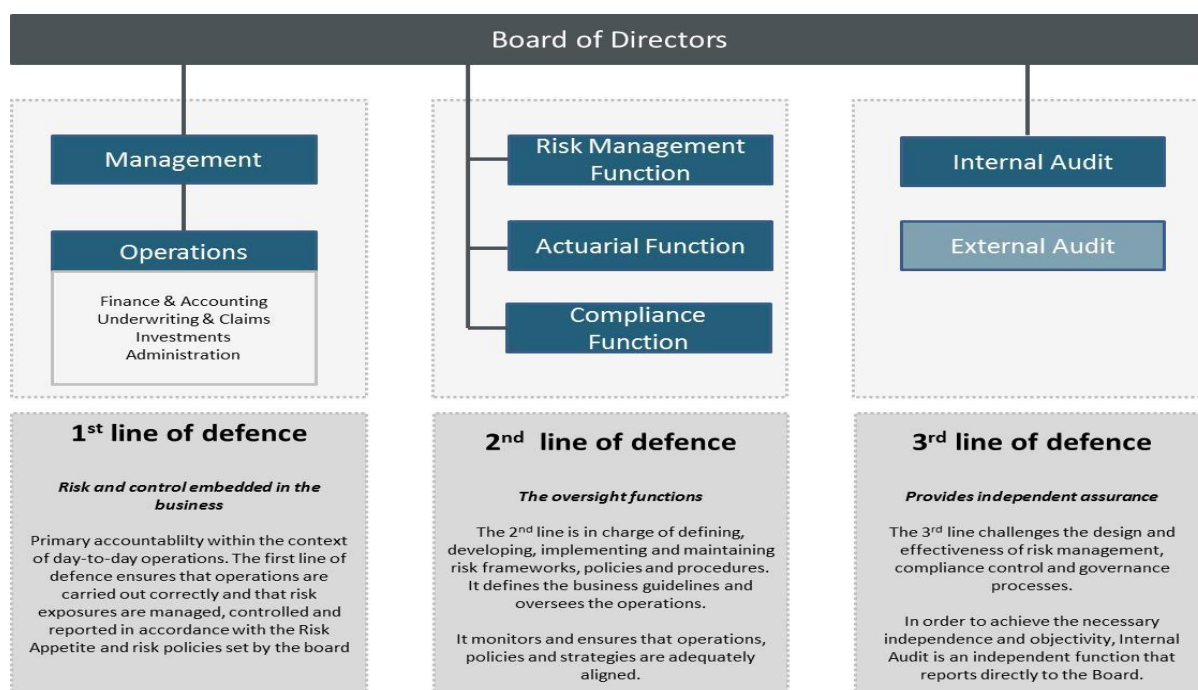 Board of Directors
Management
Operations
Finance & Accounting
Underwriting & Claims
Investments
Administration
Risk Management
Function
Actuarial Function
Compliance
Function
Internal Audit
External Audit
1st line of defence
Risk and control embedded in the
business
Primary accountablilty within the context
of day-to-day operations. The first line of
defence ensures that operations are
carried out correctly and that risk
exposures are managed, controlled and
reported in accordance with the Risk
Appetite and risk policies set by the board
2nd line of defence
The oversight functions
The 2nd line is in charge of defining,
developing, implementing and maintaining
risk frameworks, policies and procedures.
It defines the business guidelines and
oversees the operations.
It monitors and ensures that operations,
policies and strategies are adequately
aligned.
3rd line of defence
Provides independent assurance
The 3rd line challenges the design and
effectiveness of risk management,
compliance control and governance
processes.
In order to achieve the necessary
independence and objectivity, Internal
Audit is an independent function that
reports directly to the Board.